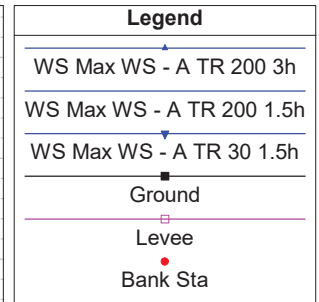 Legend
WS Max WS - A TR 200 3h
WS Max WS - A TR 200 1.5h
WS Max WS - A TR 30 1.5h
Ground
Levee
Bank Sta